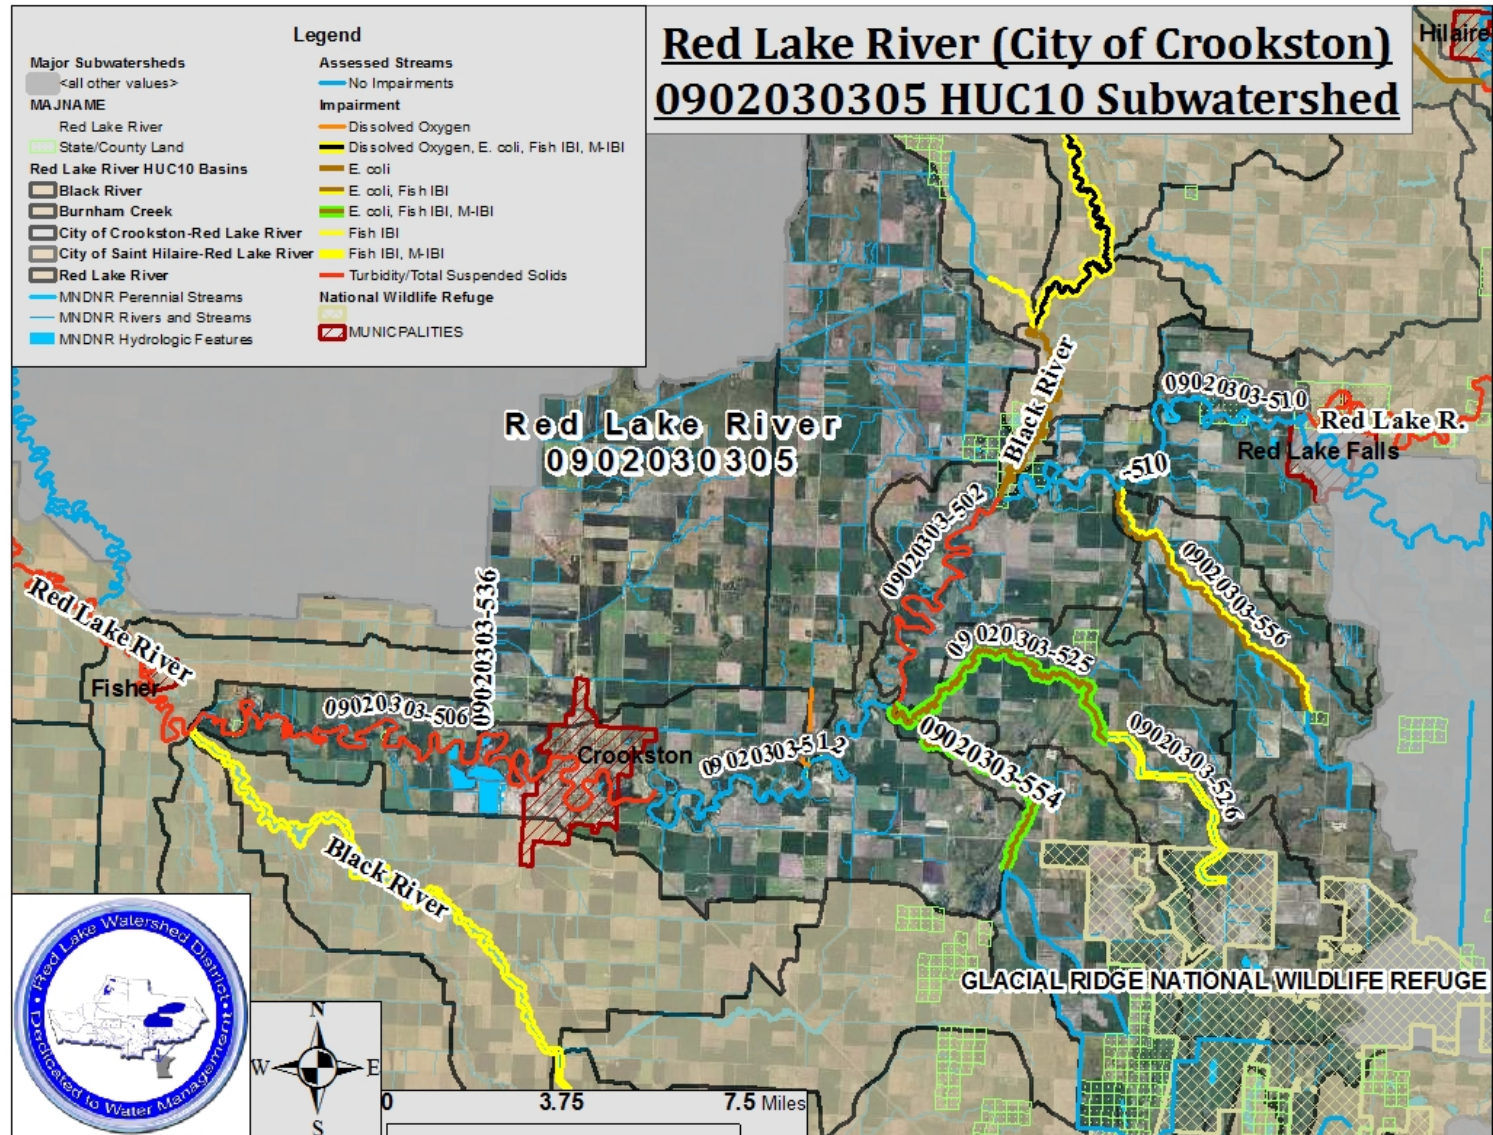 Red Lake River (City of Crookston)
0902030305 HUC10 Subwatershed
Hilaire
Legend
Major Subwatersheds
<all other values>
MAJNAME
Red Lake River
State/County Land
Red Lake River HUC10 Basins
Black River
Burnham Creek
City of Crookston-Red Lake River
City of Saint Hilaire-Red Lake River
Red Lake River
MNDNR Perennial Streams
MNDNR Rivers and Streams
MNDNR Hydrologic Features
Assessed Streams
No Impairments
Impairment
Dissolved Oxygen
Dissolved Oxygen, E. coli, Fish IBI, M-IBI
E. coli
E. coli, Fish IBI
E. coli, Fish IBI, M-IBI
Fish IBI
Fish IBI, M-IBI
Turbidity/Total Suspended Solids
National Wildlife Refuge
MUNICPALITIES
Red Lake River
0902030305
Black River
09020303-510
Red Lake R.
Red Lake Falls
-510
09020303-502
09020303-556
09020303-525
09020303-536
Red Lake River
Fisher
09020303-506
Crookston
09020303-512
09020303-554
09020303-526
Black River
GLACIAL RIDGE NATIONAL WILDLIFE REFUGE
Red Lake Watershed District
Dedicated to Water Management
N
W
E
S
0
3.75
7.5 Miles